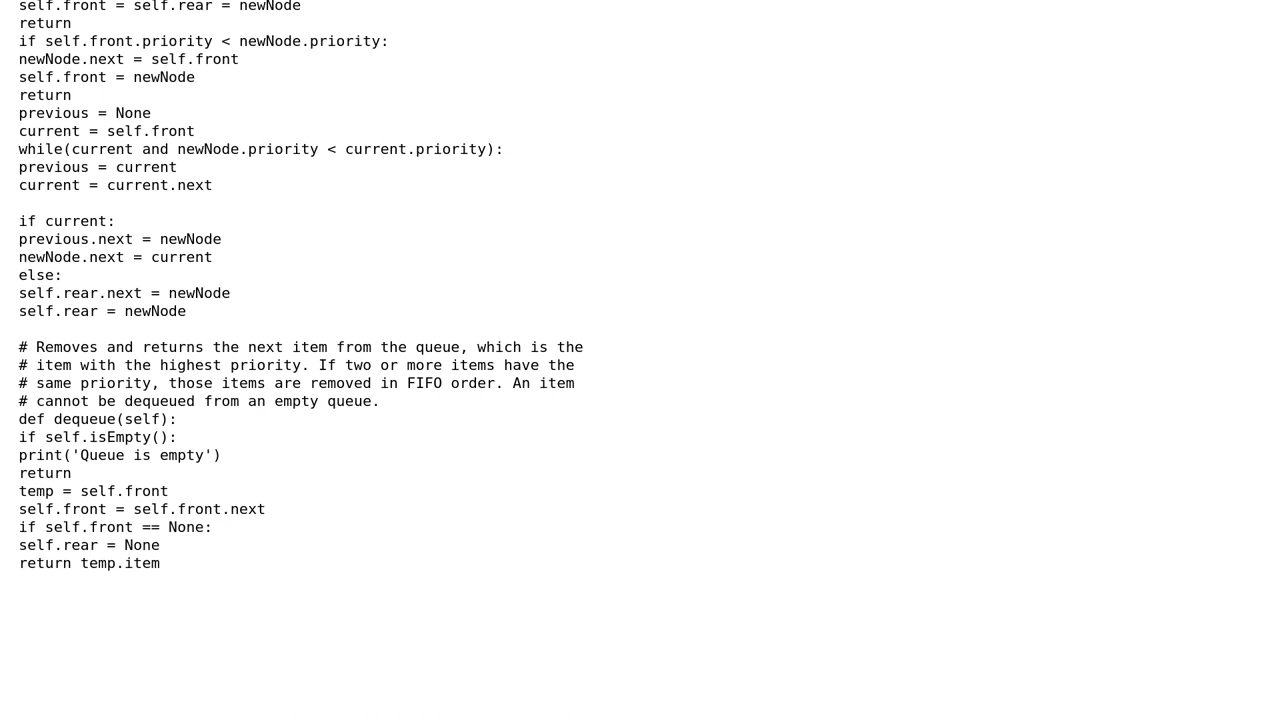 self.front = self.rear = newNode
return
if self.front.priority < newNode.priority:
newNode.next = self.front
self.front = newNode
return
previous = None
current = self.front
while(current and newNode.priority < current.priority):
previous = current
current = current.next
if current:
previous.next = newNode
newNode.next = current
else:
self.rear.next = newNode
self.rear = newNode
# Removes and returns the next item from the queue, which is the
# item with the highest priority. If two or more items have the
# same priority, those items are removed in FIFO order. An item
# cannot be dequeued from an empty queue.
def dequeue(self):
if self.isEmpty():
print('Queue is empty')
return
temp = self.front
self.front = self.front.next
if self.front == None:
self.rear = None
return temp.item